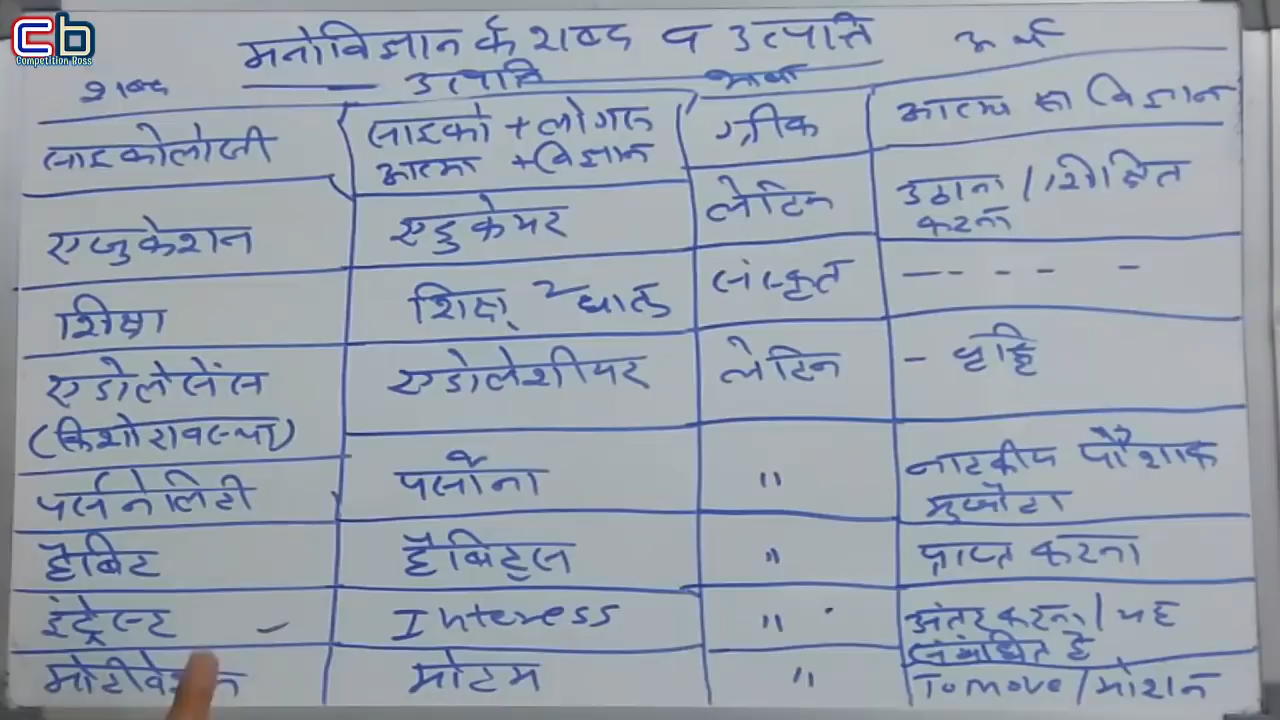 cb
Competition Boss
मनोविज्ञान के शब्द व उत्पत्ति
शब्द उत्पत्ति भाषा अर्थ
साइकोलोजी साइको + लोगस ग्रीक आत्मा का विज्ञान
आत्मा + विज्ञान
एजुकेशन एडुकेयर लेटिन उठाना / शिक्षित
करना
शिक्षा शिक्ष् धातु संस्कृत ---- -
एडोलेसेंस एडोलेशीयर लेटिन - वृद्धि
(किशोरावस्था)
पर्सनेलिटी पर्सोना " नाटकीय पौशाक
मुखौटा
हैबिट हैबिटूस " प्राप्त करना
इंट्रेस्ट - Interess " अंतर करना / यह
संबंधित है
मोटीवेशन मोटम " To move / मोशन